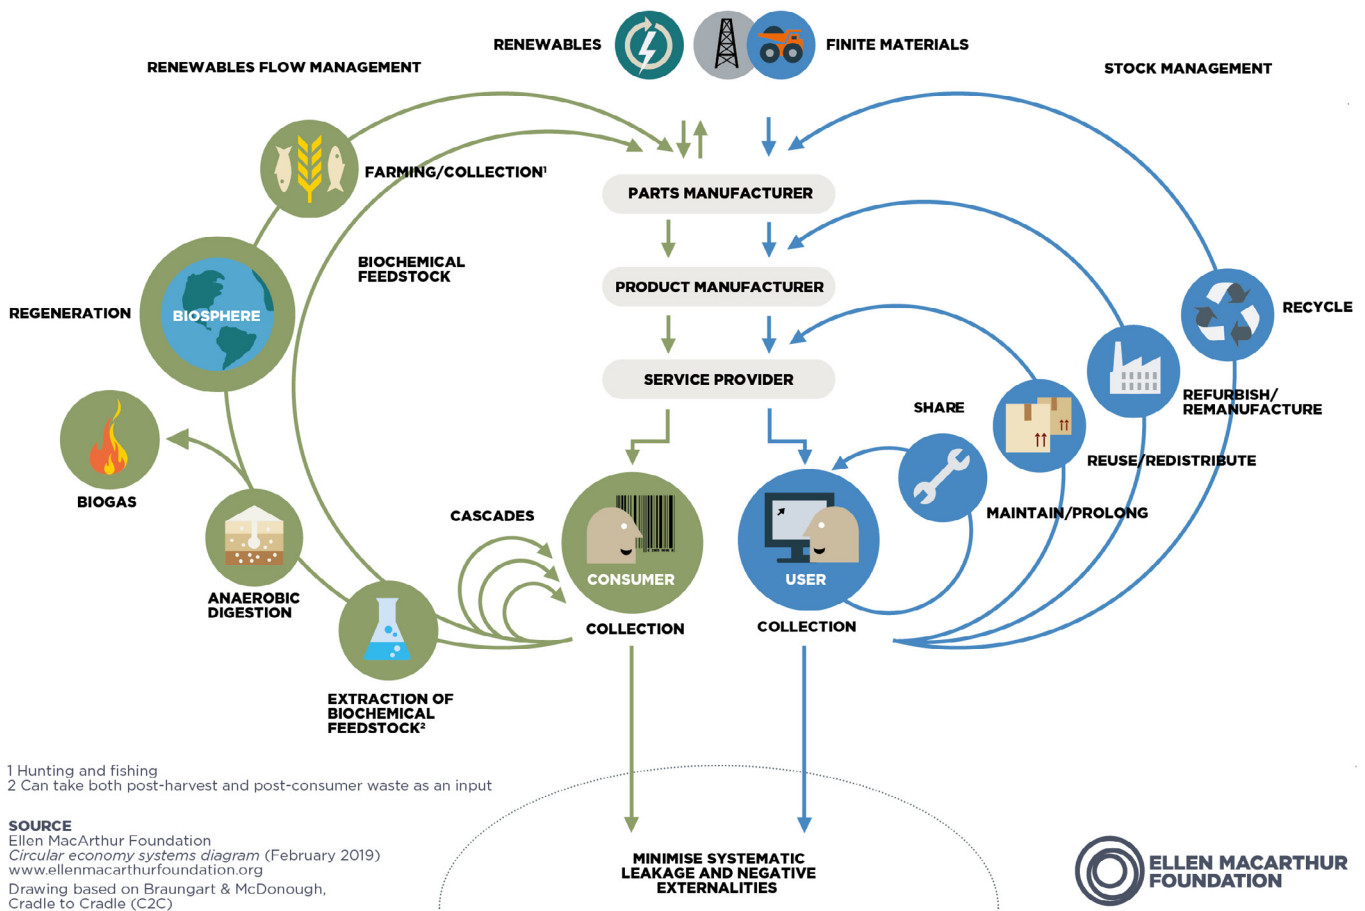 RENEWABLES
FINITE MATERIALS
RENEWABLES FLOW MANAGEMENT
STOCK MANAGEMENT
FARMING/COLLECTION¹
PARTS MANUFACTURER
BIOCHEMICAL
FEEDSTOCK
PRODUCT MANUFACTURER
REGENERATION
BIOSPHERE
RECYCLE
SERVICE PROVIDER
SHARE
REFURBISH/
REMANUFACTURE
REUSE/REDISTRIBUTE
BIOGAS
CASCADES
MAINTAIN/PROLONG
CONSUMER
USER
ANAEROBIC
DIGESTION
COLLECTION
COLLECTION
EXTRACTION OF
BIOCHEMICAL
FEEDSTOCK²
1 Hunting and fishing
2 Can take both post-harvest and post-consumer waste as an input
SOURCE
Ellen MacArthur Foundation
Circular economy systems diagram (February 2019)
www.ellenmacarthurfoundation.org
Drawing based on Braungart & McDonough,
Cradle to Cradle (C2C)
MINIMISE SYSTEMATIC
LEAKAGE AND NEGATIVE
EXTERNALITIES
ELLEN MACARTHUR
FOUNDATION